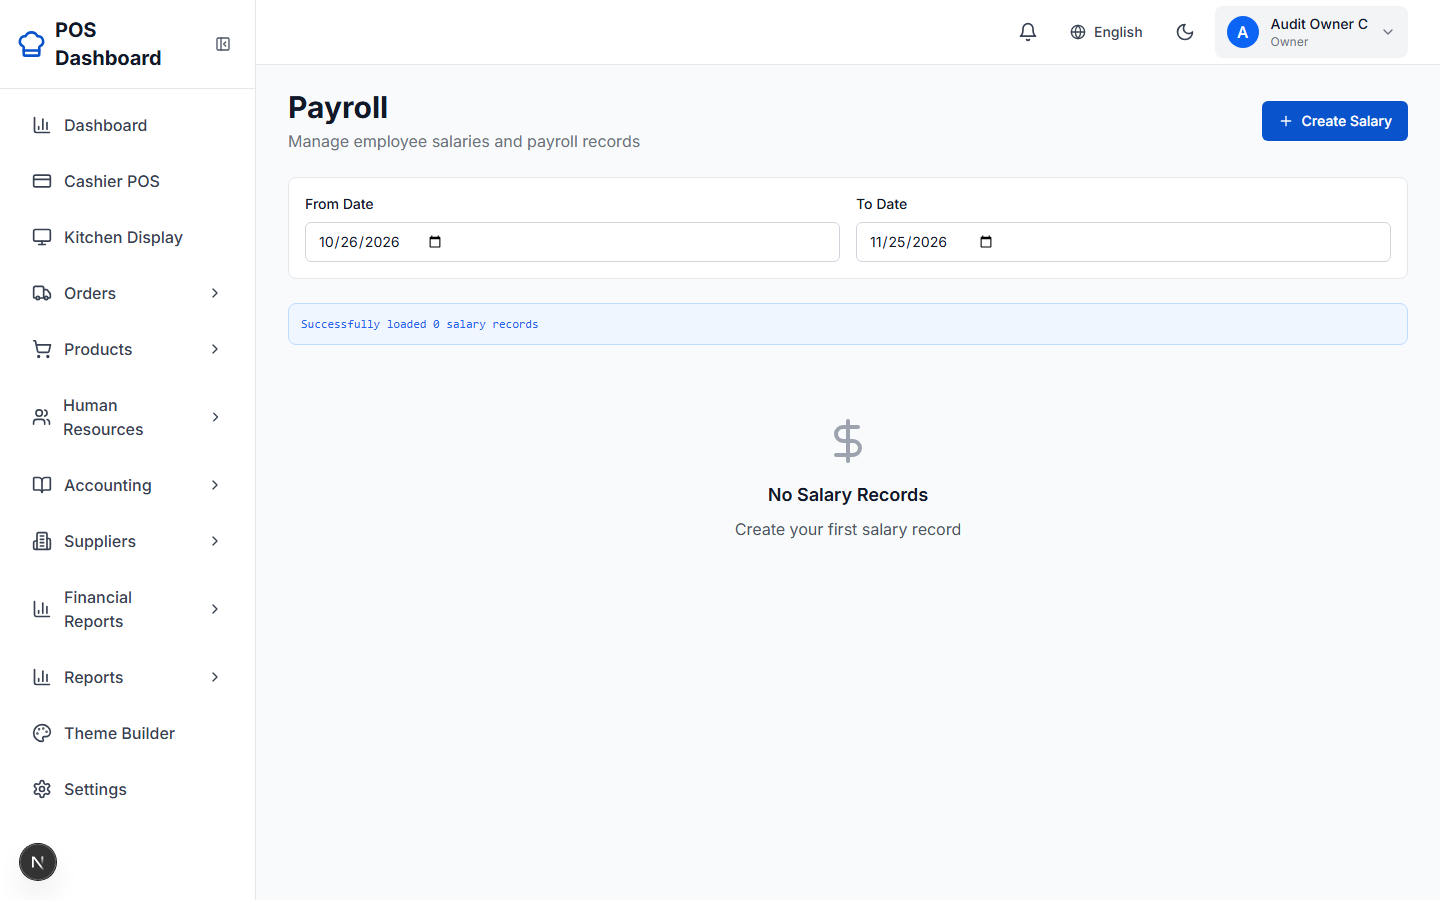 POS
Dashboard
English
A
Audit Owner C
Owner
Dashboard
Cashier POS
Kitchen Display
Orders
Products
Human
Resources
Accounting
Suppliers
Financial
Reports
Reports
Theme Builder
Settings
N
Payroll
Manage employee salaries and payroll records
Create Salary
From Date
To Date
10/26/2026
11/25/2026
Successfully loaded 0 salary records
No Salary Records
Create your first salary record